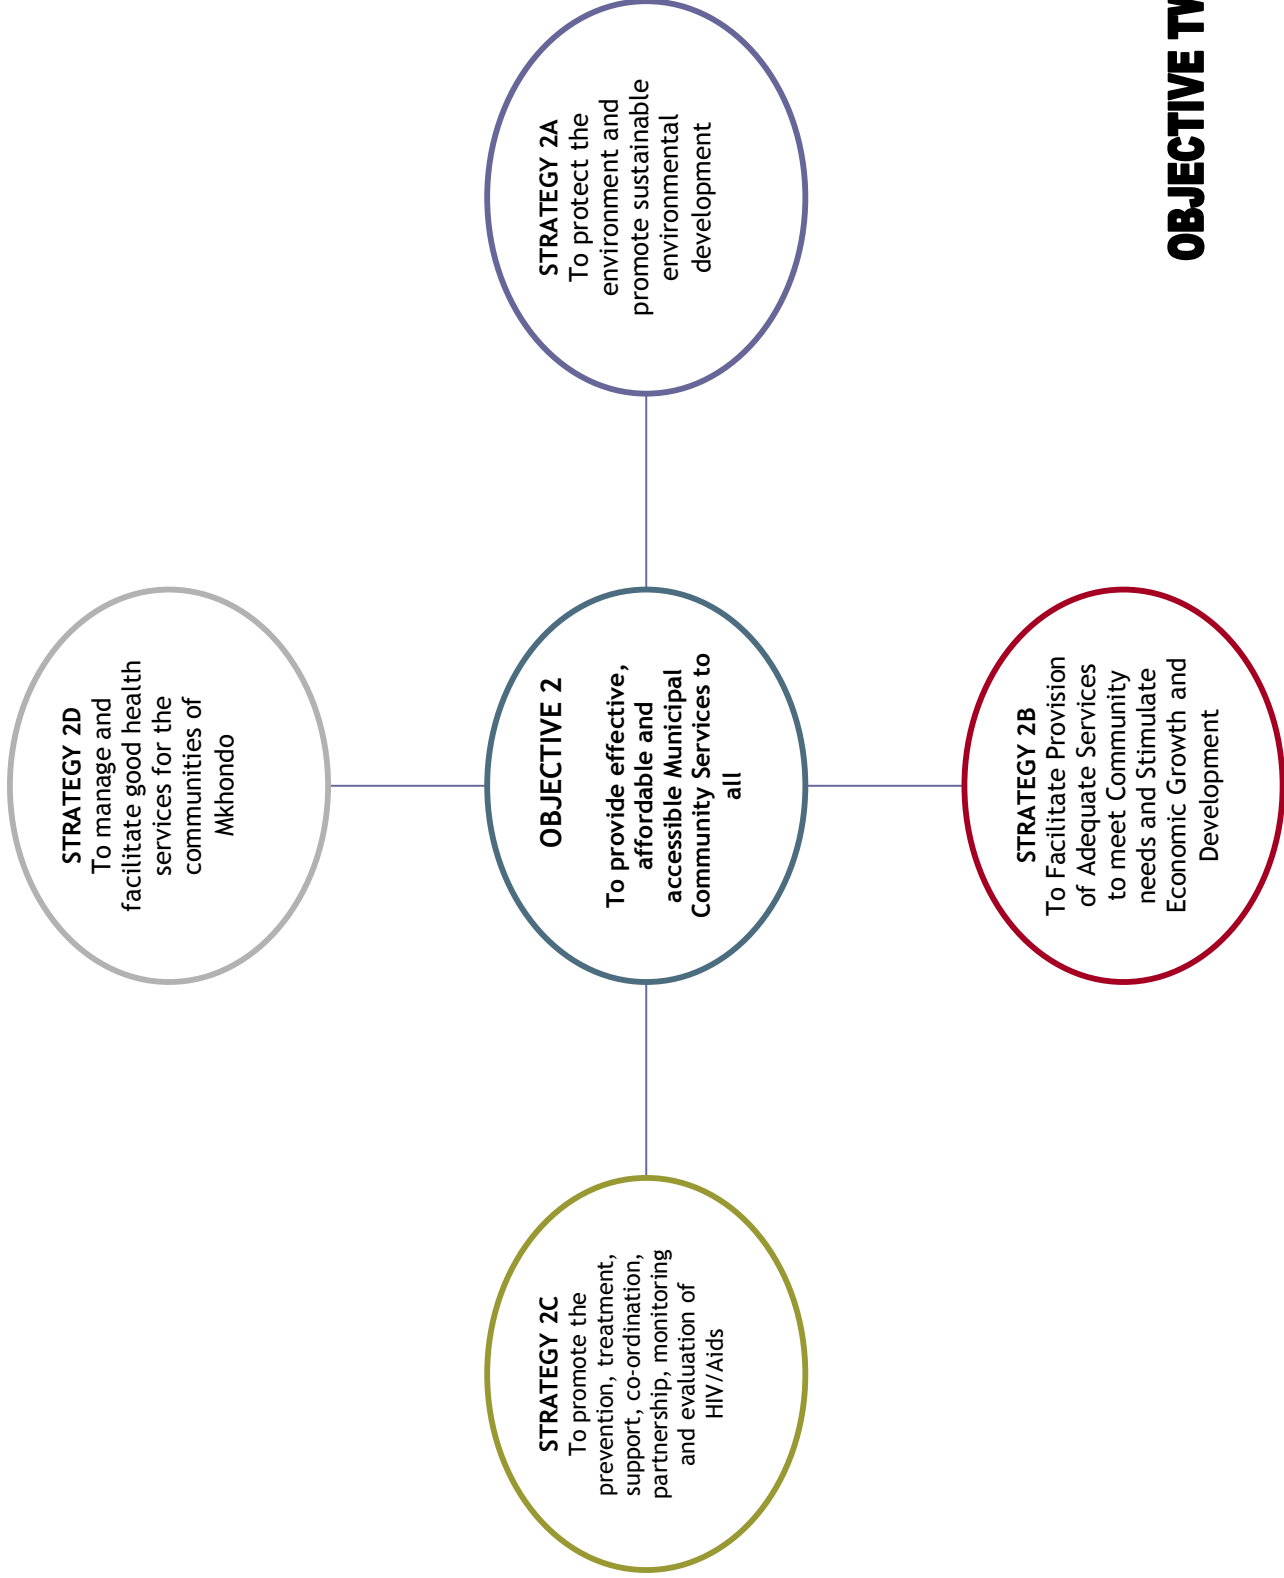 STRATEGY 2D
To manage and
facilitate good health
services for the
communities of
Mkhondo
STRATEGY 2C
To promote the
prevention, treatment,
support, co-ordination,
partnership, monitoring
and evaluation of
HIV/Aids
OBJECTIVE 2
To provide effective,
affordable and
accessible Municipal
Community Services to
all
STRATEGY 2A
To protect the
environment and
promote sustainable
environmental
development
STRATEGY 2B
To Facilitate Provision
of Adequate Services
to meet Community
needs and Stimulate
Economic Growth and
Development
OBJECTIVE TW